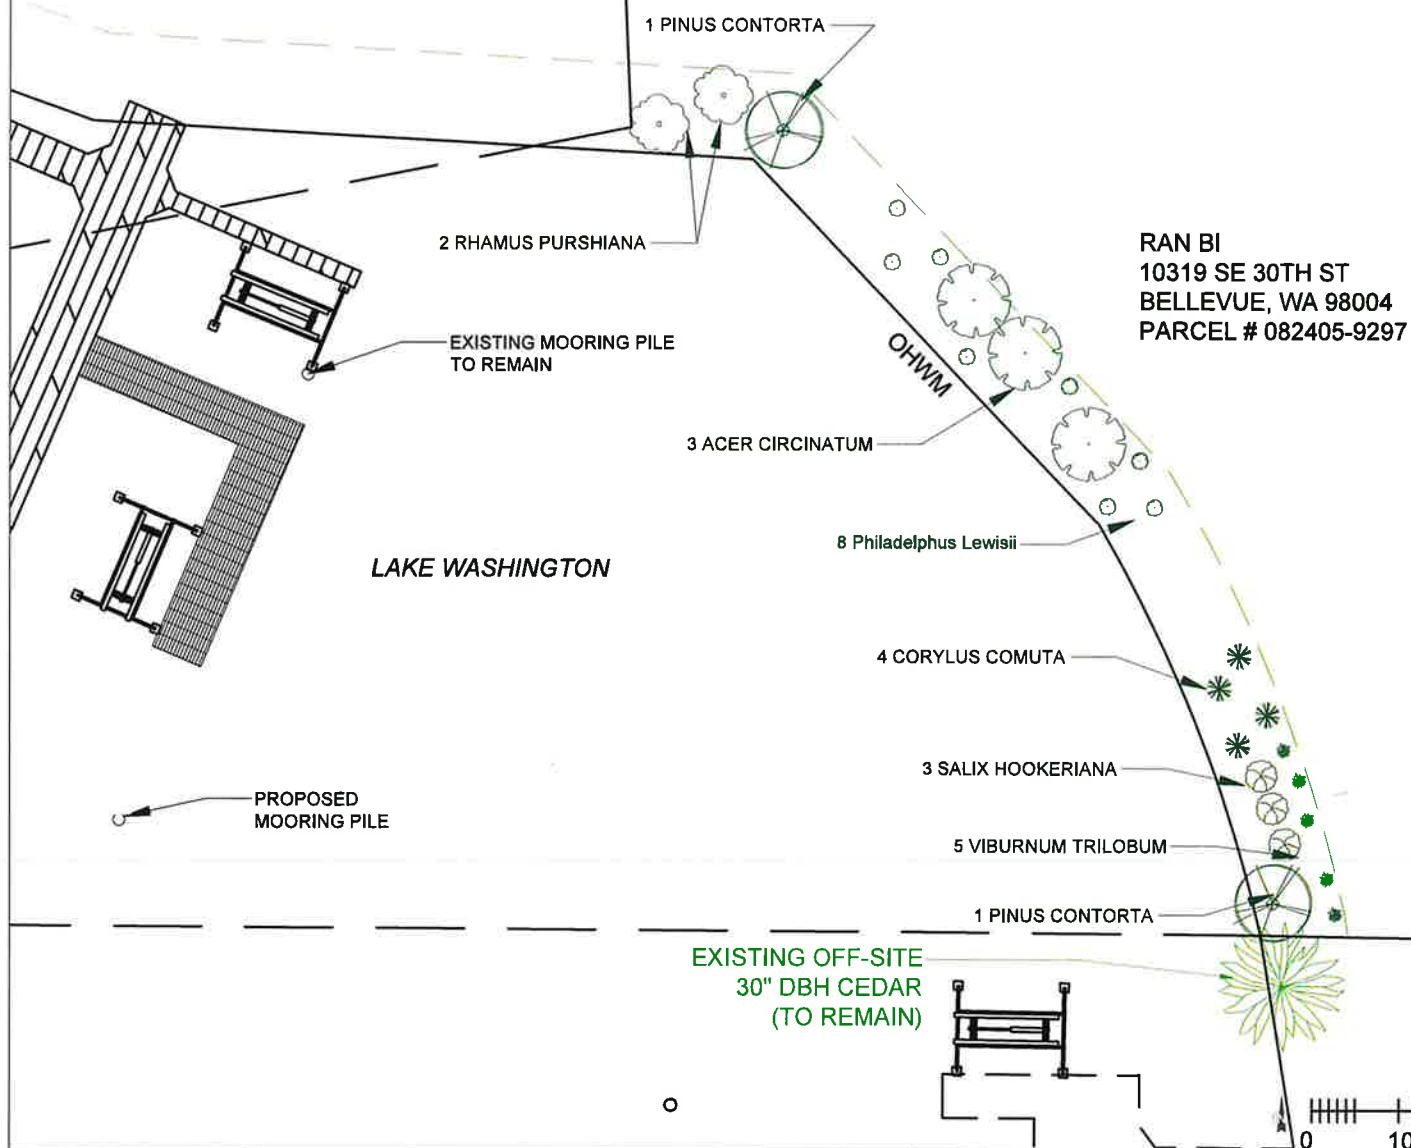 1 PINUS CONTORTA
2 RHAMUS PURSHIANA
RAN BI
10319 SE 30TH ST
BELLEVUE, WA 98004
PARCEL # 082405-9297
EXISTING MOORING PILE
TO REMAIN
OHWM
3 ACER CIRCINATUM
8 Philadelphus Lewisii
LAKE WASHINGTON
4 CORYLUS COMUTA
3 SALIX HOOKERIANA
PROPOSED
MOORING PILE
5 VIBURNUM TRILOBUM
1 PINUS CONTORTA
EXISTING OFF-SITE
30" DBH CEDAR
(TO REMAIN)
0 10